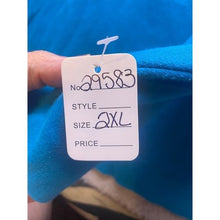 No 29583
STYLE
SIZE 2XL
PRICE